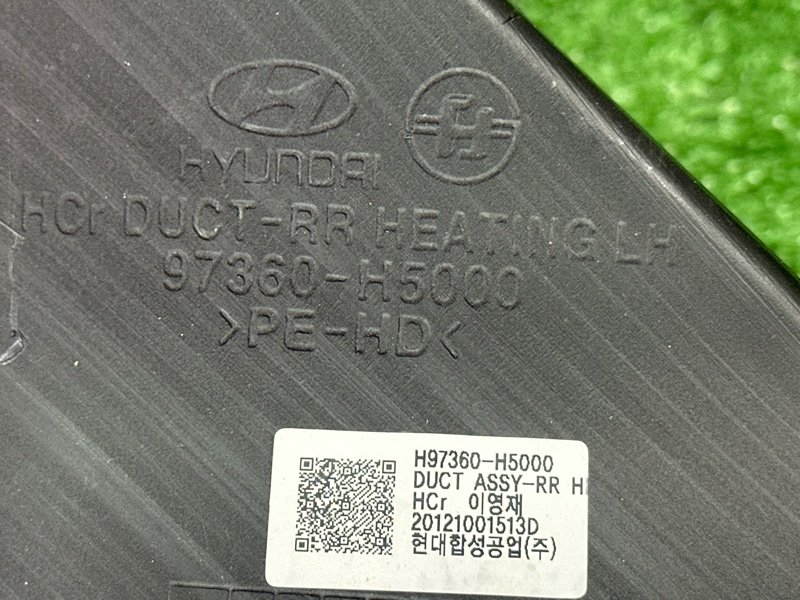 HYUNDAI
HCr DUCT-RR HEATING LH
97360-H5000
>PE-HD<
H97360-H5000
DUCT ASSY-RR H
HCr 이영재
20121001513D
현대합성공업(주)